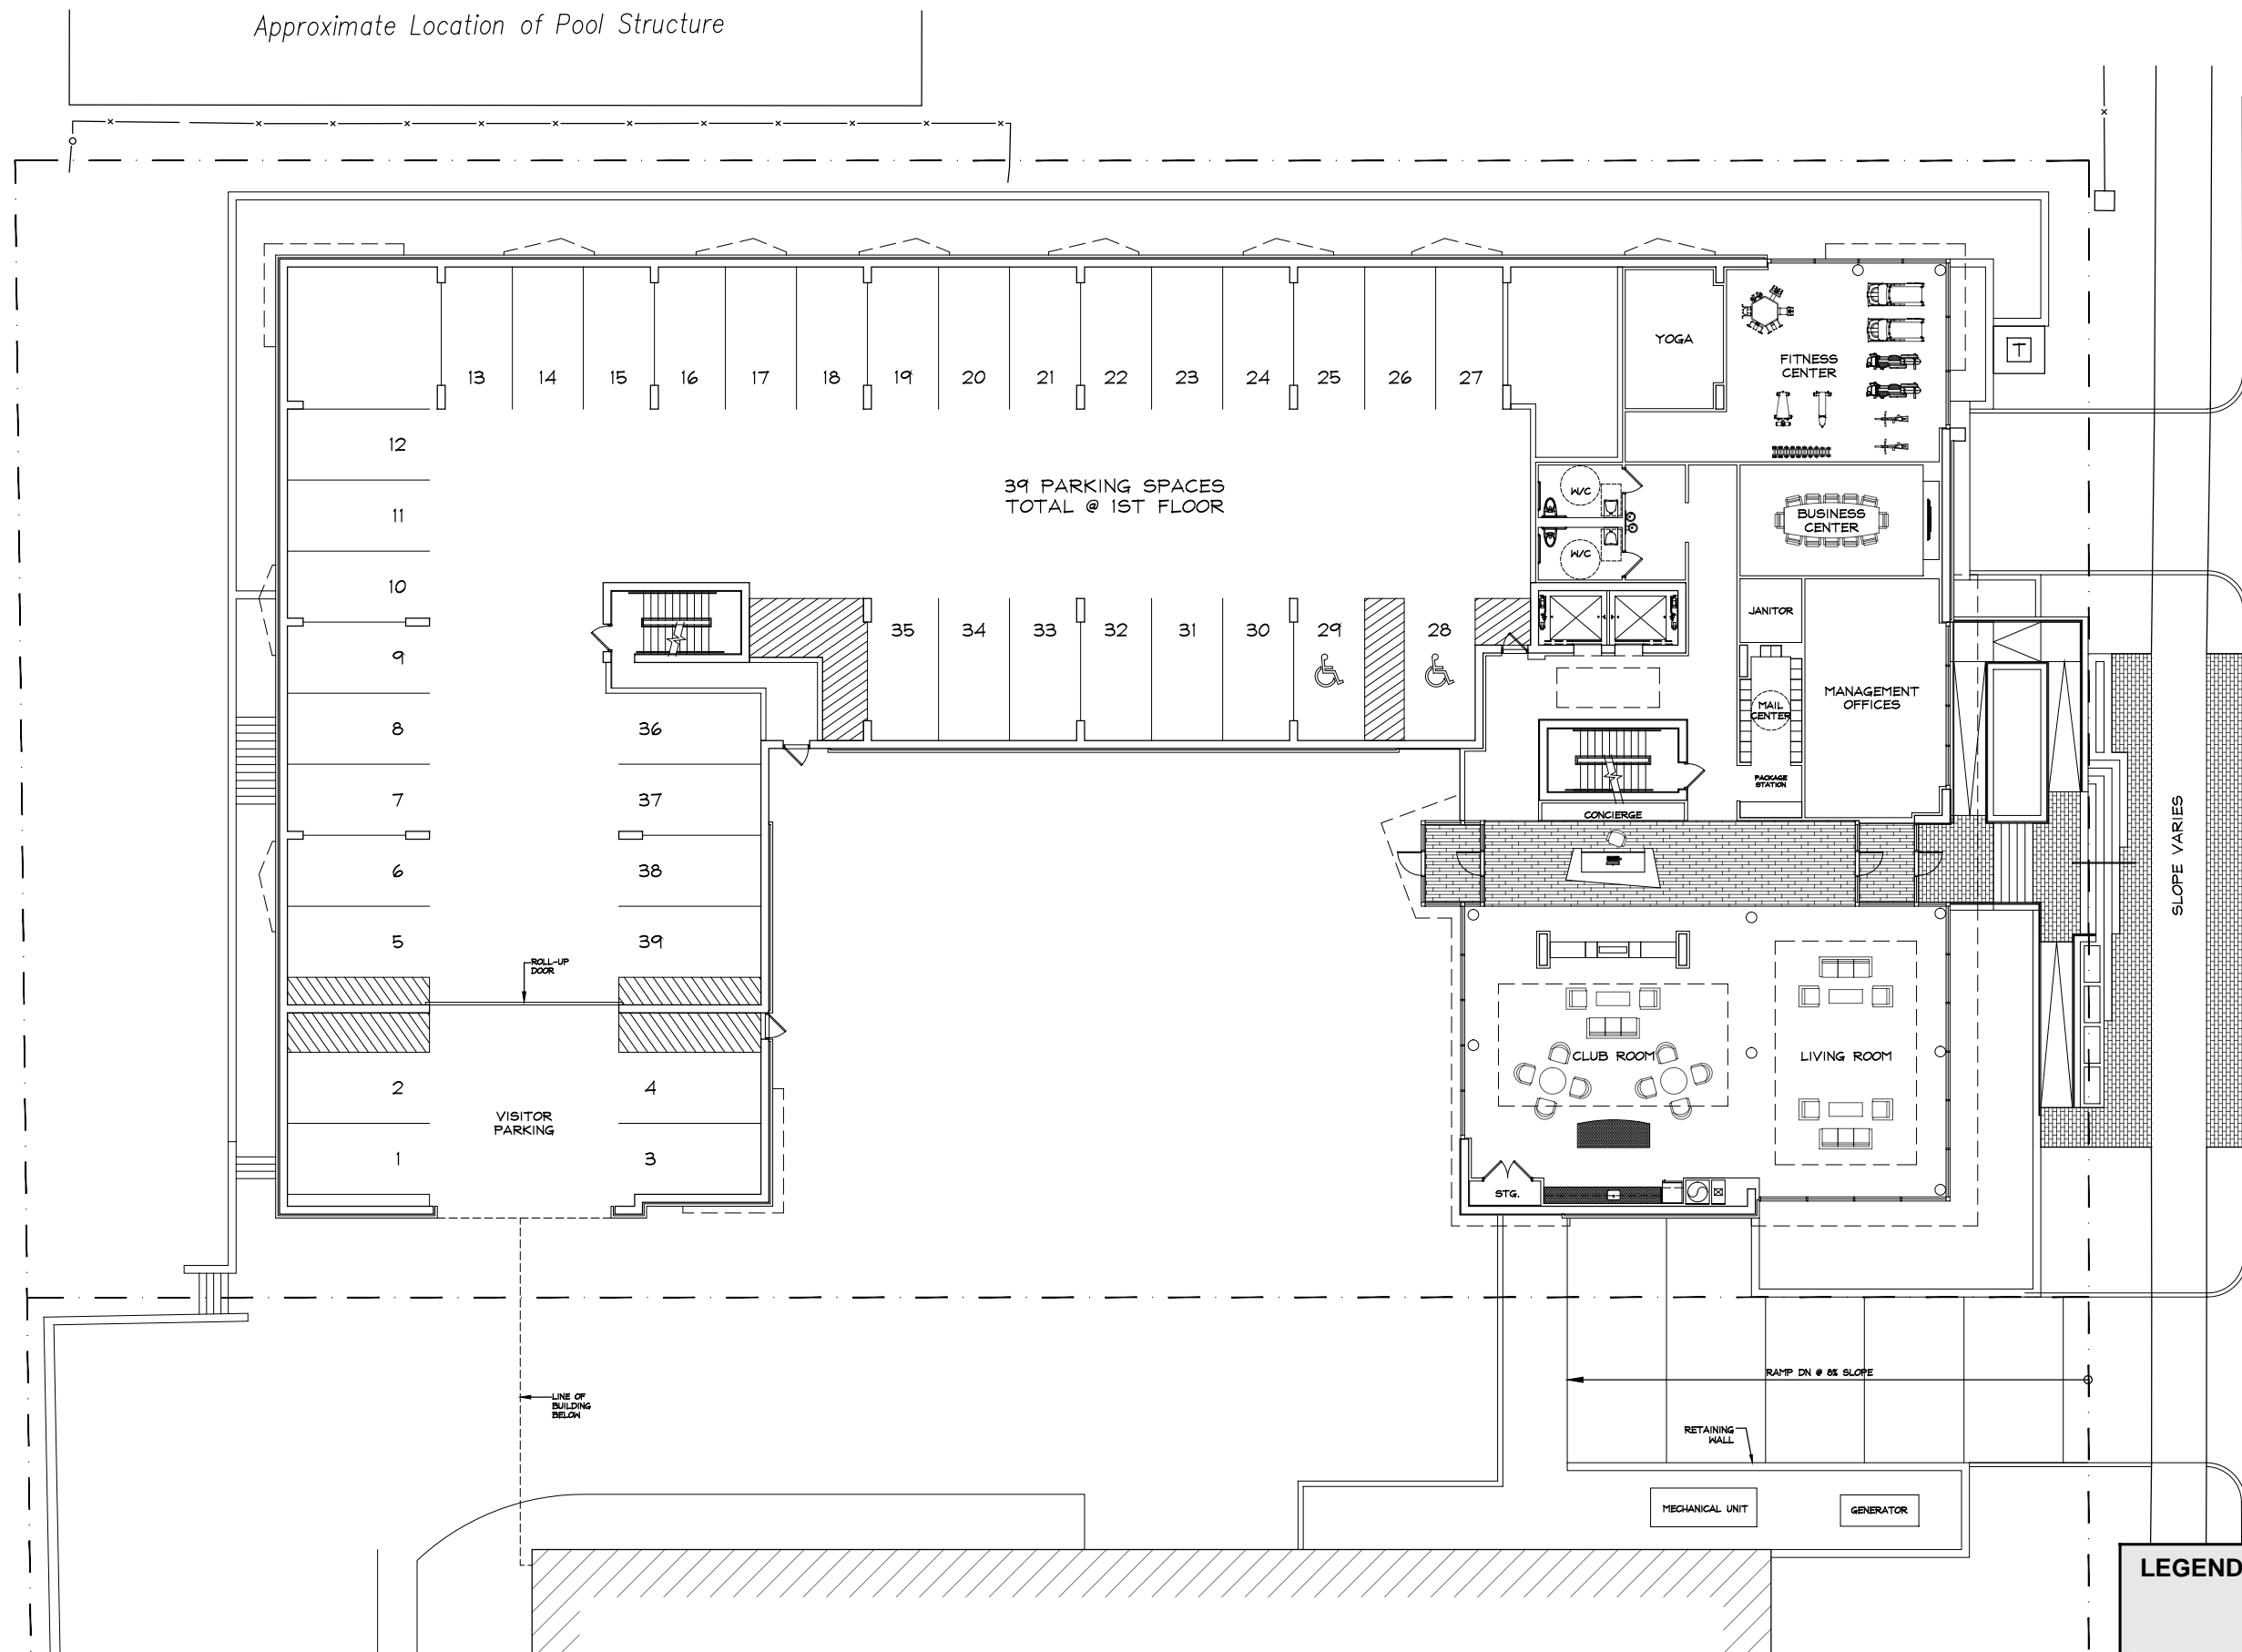 Approximate Location of Pool Structure
13 14 15 16 17 18 19 20 21 22 23 24 25 26 27
YOGA
FITNESS
CENTER
T
12
11
10
9
8
7
6
5
39 PARKING SPACES
TOTAL @ 1ST FLOOR
W/C
W/C
BUSINESS
CENTER
JANITOR
35 34 33 32 31 30 29 28
MANAGEMENT
OFFICES
MAIL
CENTER
PACKAGE
STATION
CONCIERGE
36
37
38
39
SLOPE VARIES
ROLL-UP
DOOR
2
1
VISITOR
PARKING
4
3
CLUB ROOM
LIVING ROOM
STG.
LINE OF
BUILDING
BELOW
RAMP DN @ 8% SLOPE
RETAINING
WALL
MECHANICAL UNIT
GENERATOR
LEGEND